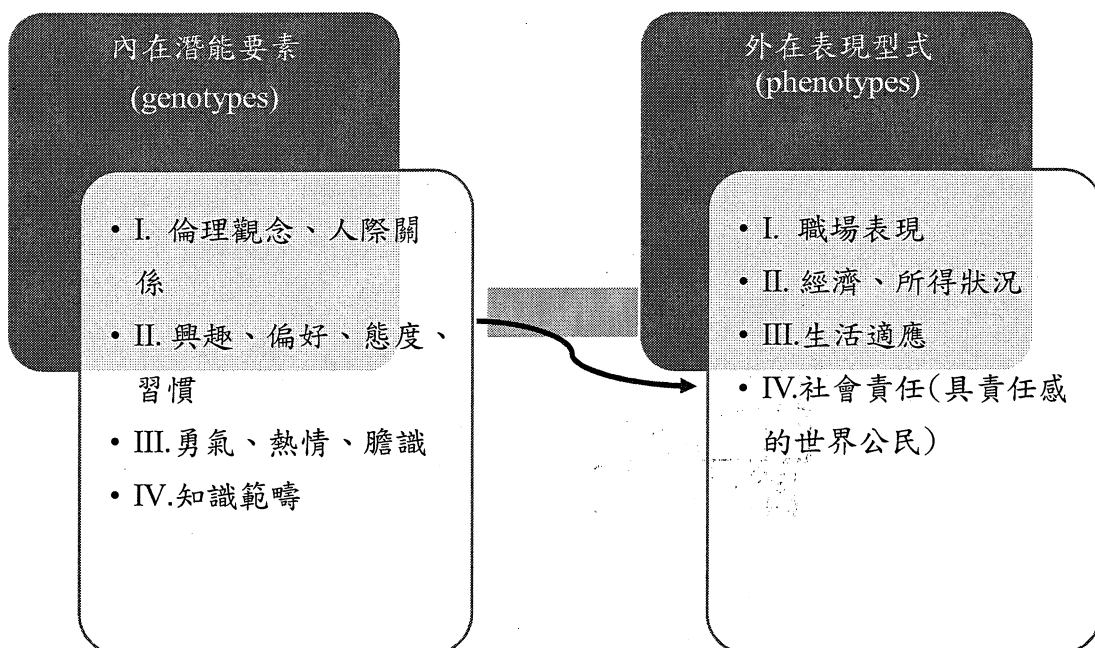 內在潛能要素
(genotypes)
• I. 倫理觀念、人際關
係
• II. 興趣、偏好、態度、
習慣
• III.勇氣、熱情、膽識
• IV.知識範疇
外在表現型式
(phenotypes)
• I. 職場表現
• II. 經濟、所得狀況
• III.生活適應
• IV.社會責任(具責任感
的世界公民)